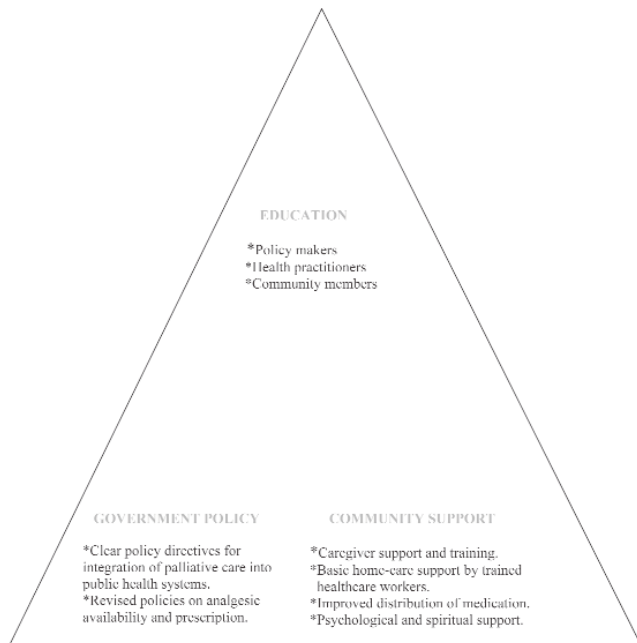 EDUCATION
*Policy makers
*Health practitioners
*Community members
GOVERNMENT POLICY
*Clear policy directives for
integration of palliative care into
public health systems.
*Revised policies on analgesic
availability and prescription.
COMMUNITY SUPPORT
*Caregiver support and training.
*Basic home-care support by trained
healthcare workers.
*Improved distribution of medication.
*Psychological and spiritual support.